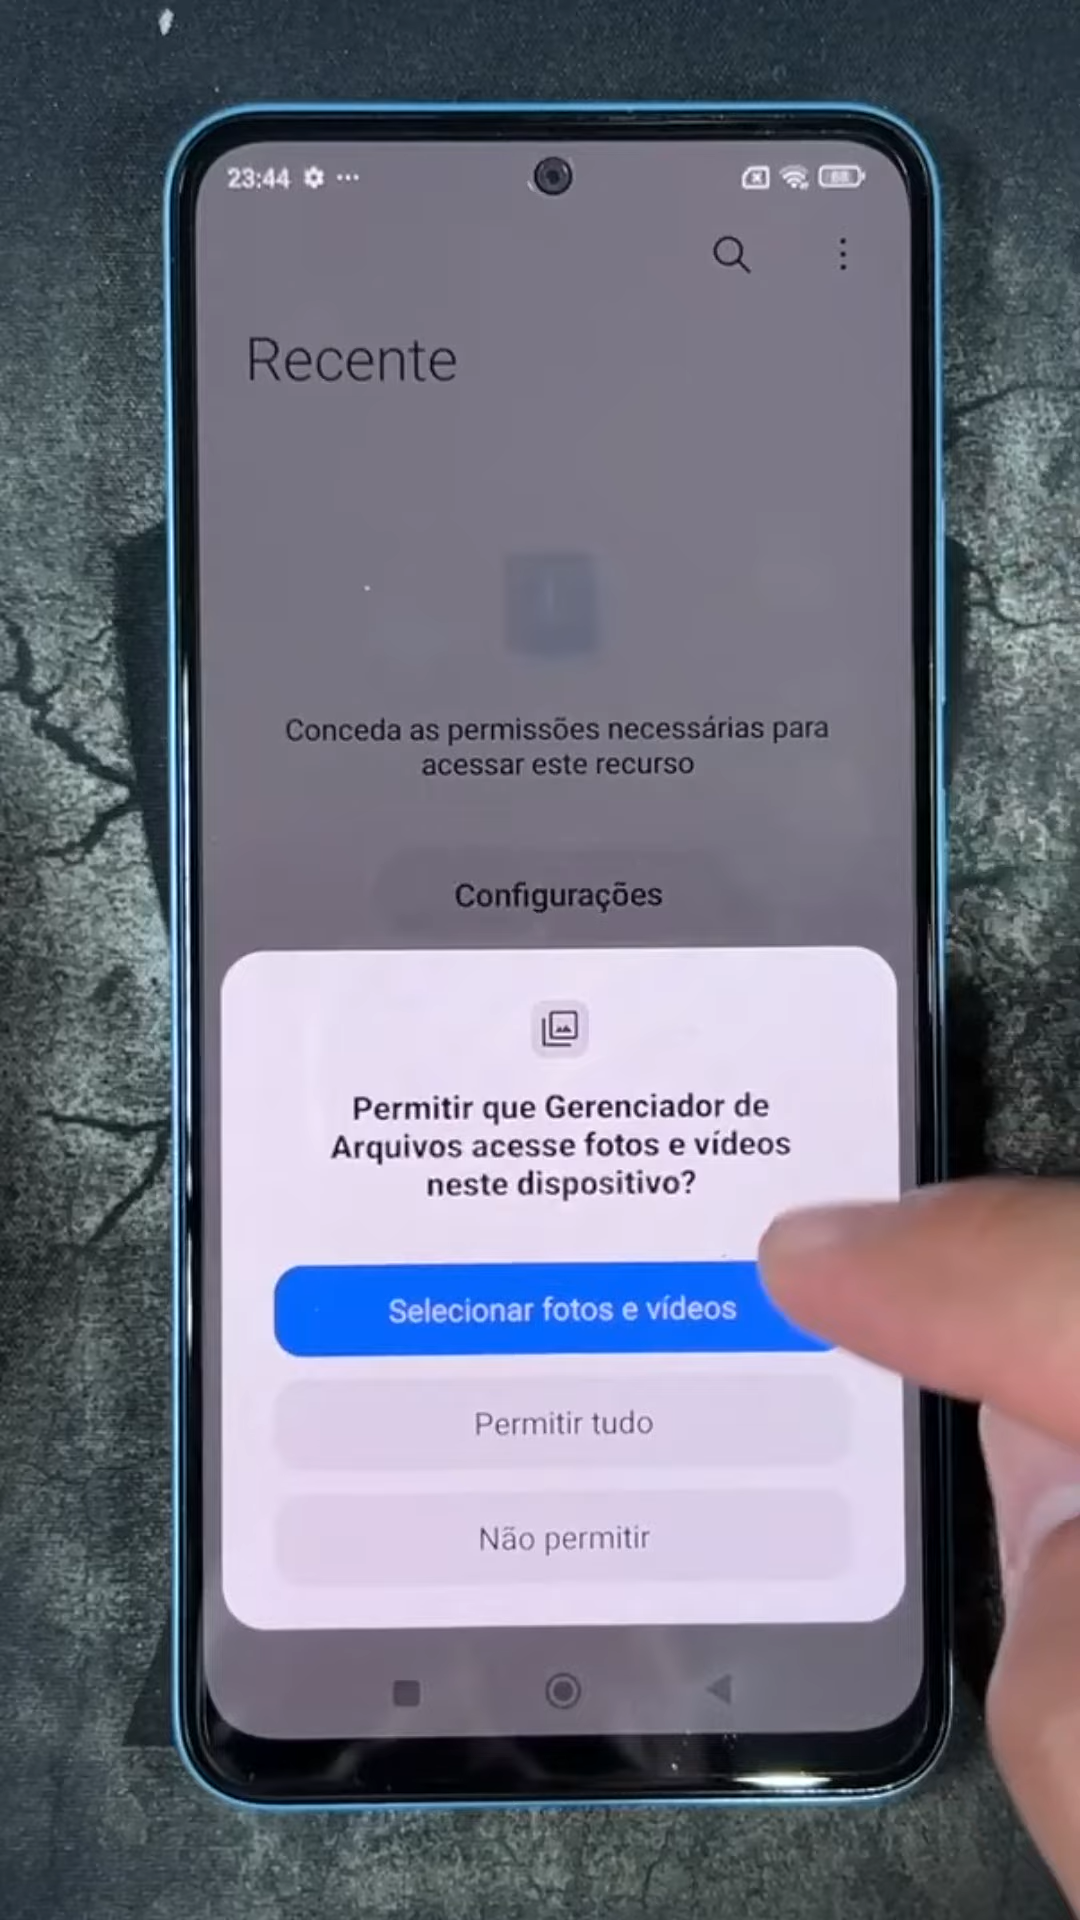 23:44
Recente
Conceda as permissões necessárias para
acessar este recurso
Configurações
Permitir que Gerenciador de
Arquivos acesse fotos e vídeos
neste dispositivo?
Selecionar fotos e vídeos
Permitir tudo
Não permitir